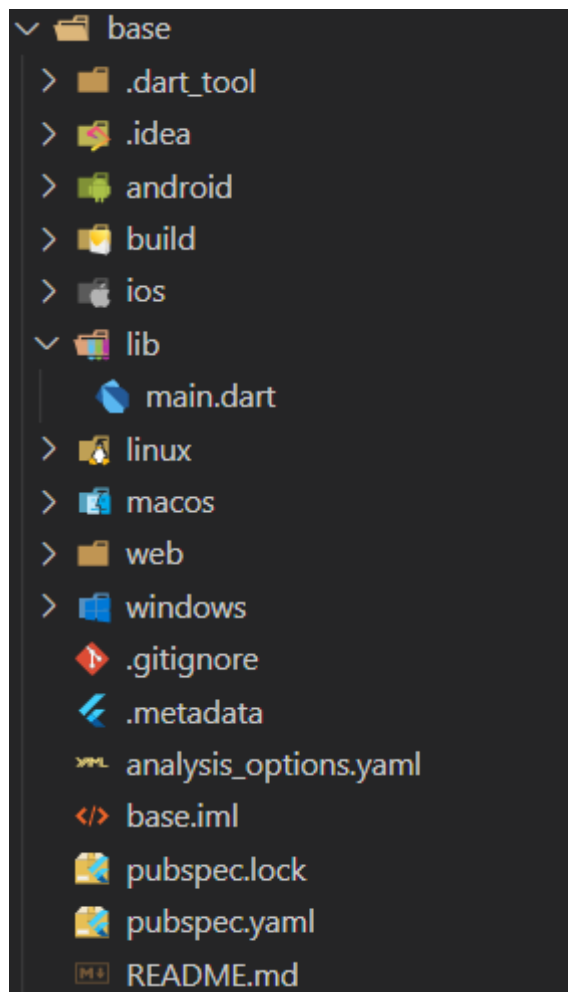 base
.dart_tool
.idea
android
build
ios
lib
main.dart
linux
macos
web
windows
.gitignore
.metadata
YAML analysis_options.yaml
base.iml
pubspec.lock
pubspec.yaml
M README.md